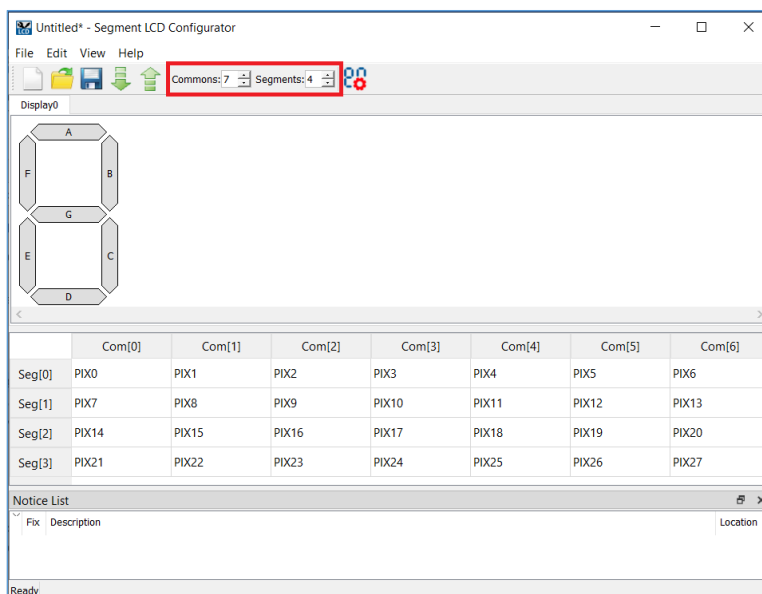 Untitled* - Segment LCD Configurator
File Edit View Help
Commons: 7 Segments: 4
Display0
A
F B
G
E C
D
Com[0] Com[1] Com[2] Com[3] Com[4] Com[5] Com[6]
Seg[0] PIX0 PIX1 PIX2 PIX3 PIX4 PIX5 PIX6
Seg[1] PIX7 PIX8 PIX9 PIX10 PIX11 PIX12 PIX13
Seg[2] PIX14 PIX15 PIX16 PIX17 PIX18 PIX19 PIX20
Seg[3] PIX21 PIX22 PIX23 PIX24 PIX25 PIX26 PIX27
Notice List
Fix Description Location
Ready